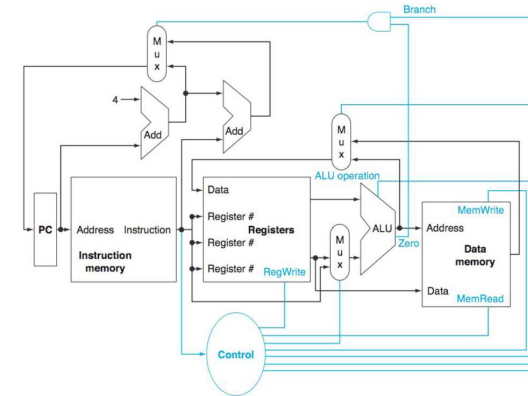 Branch
M
u
x
4
Add
Add
M
u
x
ALU operation
Data
PC
Address
Instruction
Instruction
memory
Register #
Register #
Register #
Registers
RegWrite
M
u
x
ALU
Zero
MemWrite
Address
Data
memory
Data
MemRead
Control